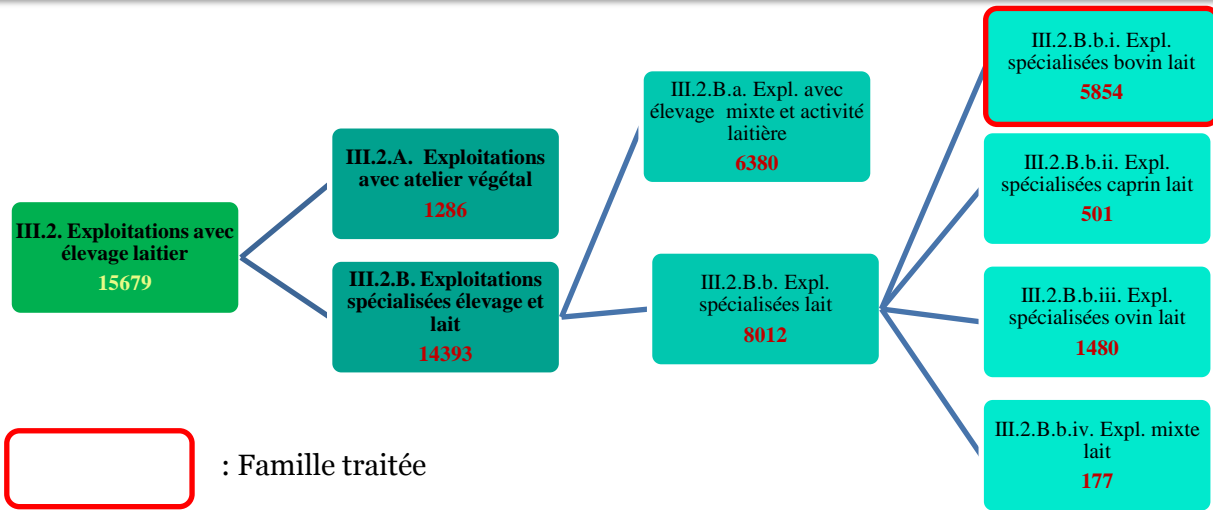 III.2. Exploitations avec
élevage laitier
15679
III.2.A. Exploitations
avec atelier végétal
1286
III.2.B. Exploitations
spécialisées élevage et
lait
14393
III.2.B.a. Expl. avec
élevage mixte et activité
laitière
6380
III.2.B.b. Expl.
spécialisées lait
8012
III.2.B.b.i. Expl.
spécialisées bovin lait
5854
III.2.B.b.ii. Expl.
spécialisées caprin lait
501
III.2.B.b.iii. Expl.
spécialisées ovin lait
1480
III.2.B.b.iv. Expl. mixte
lait
177
: Famille traitée